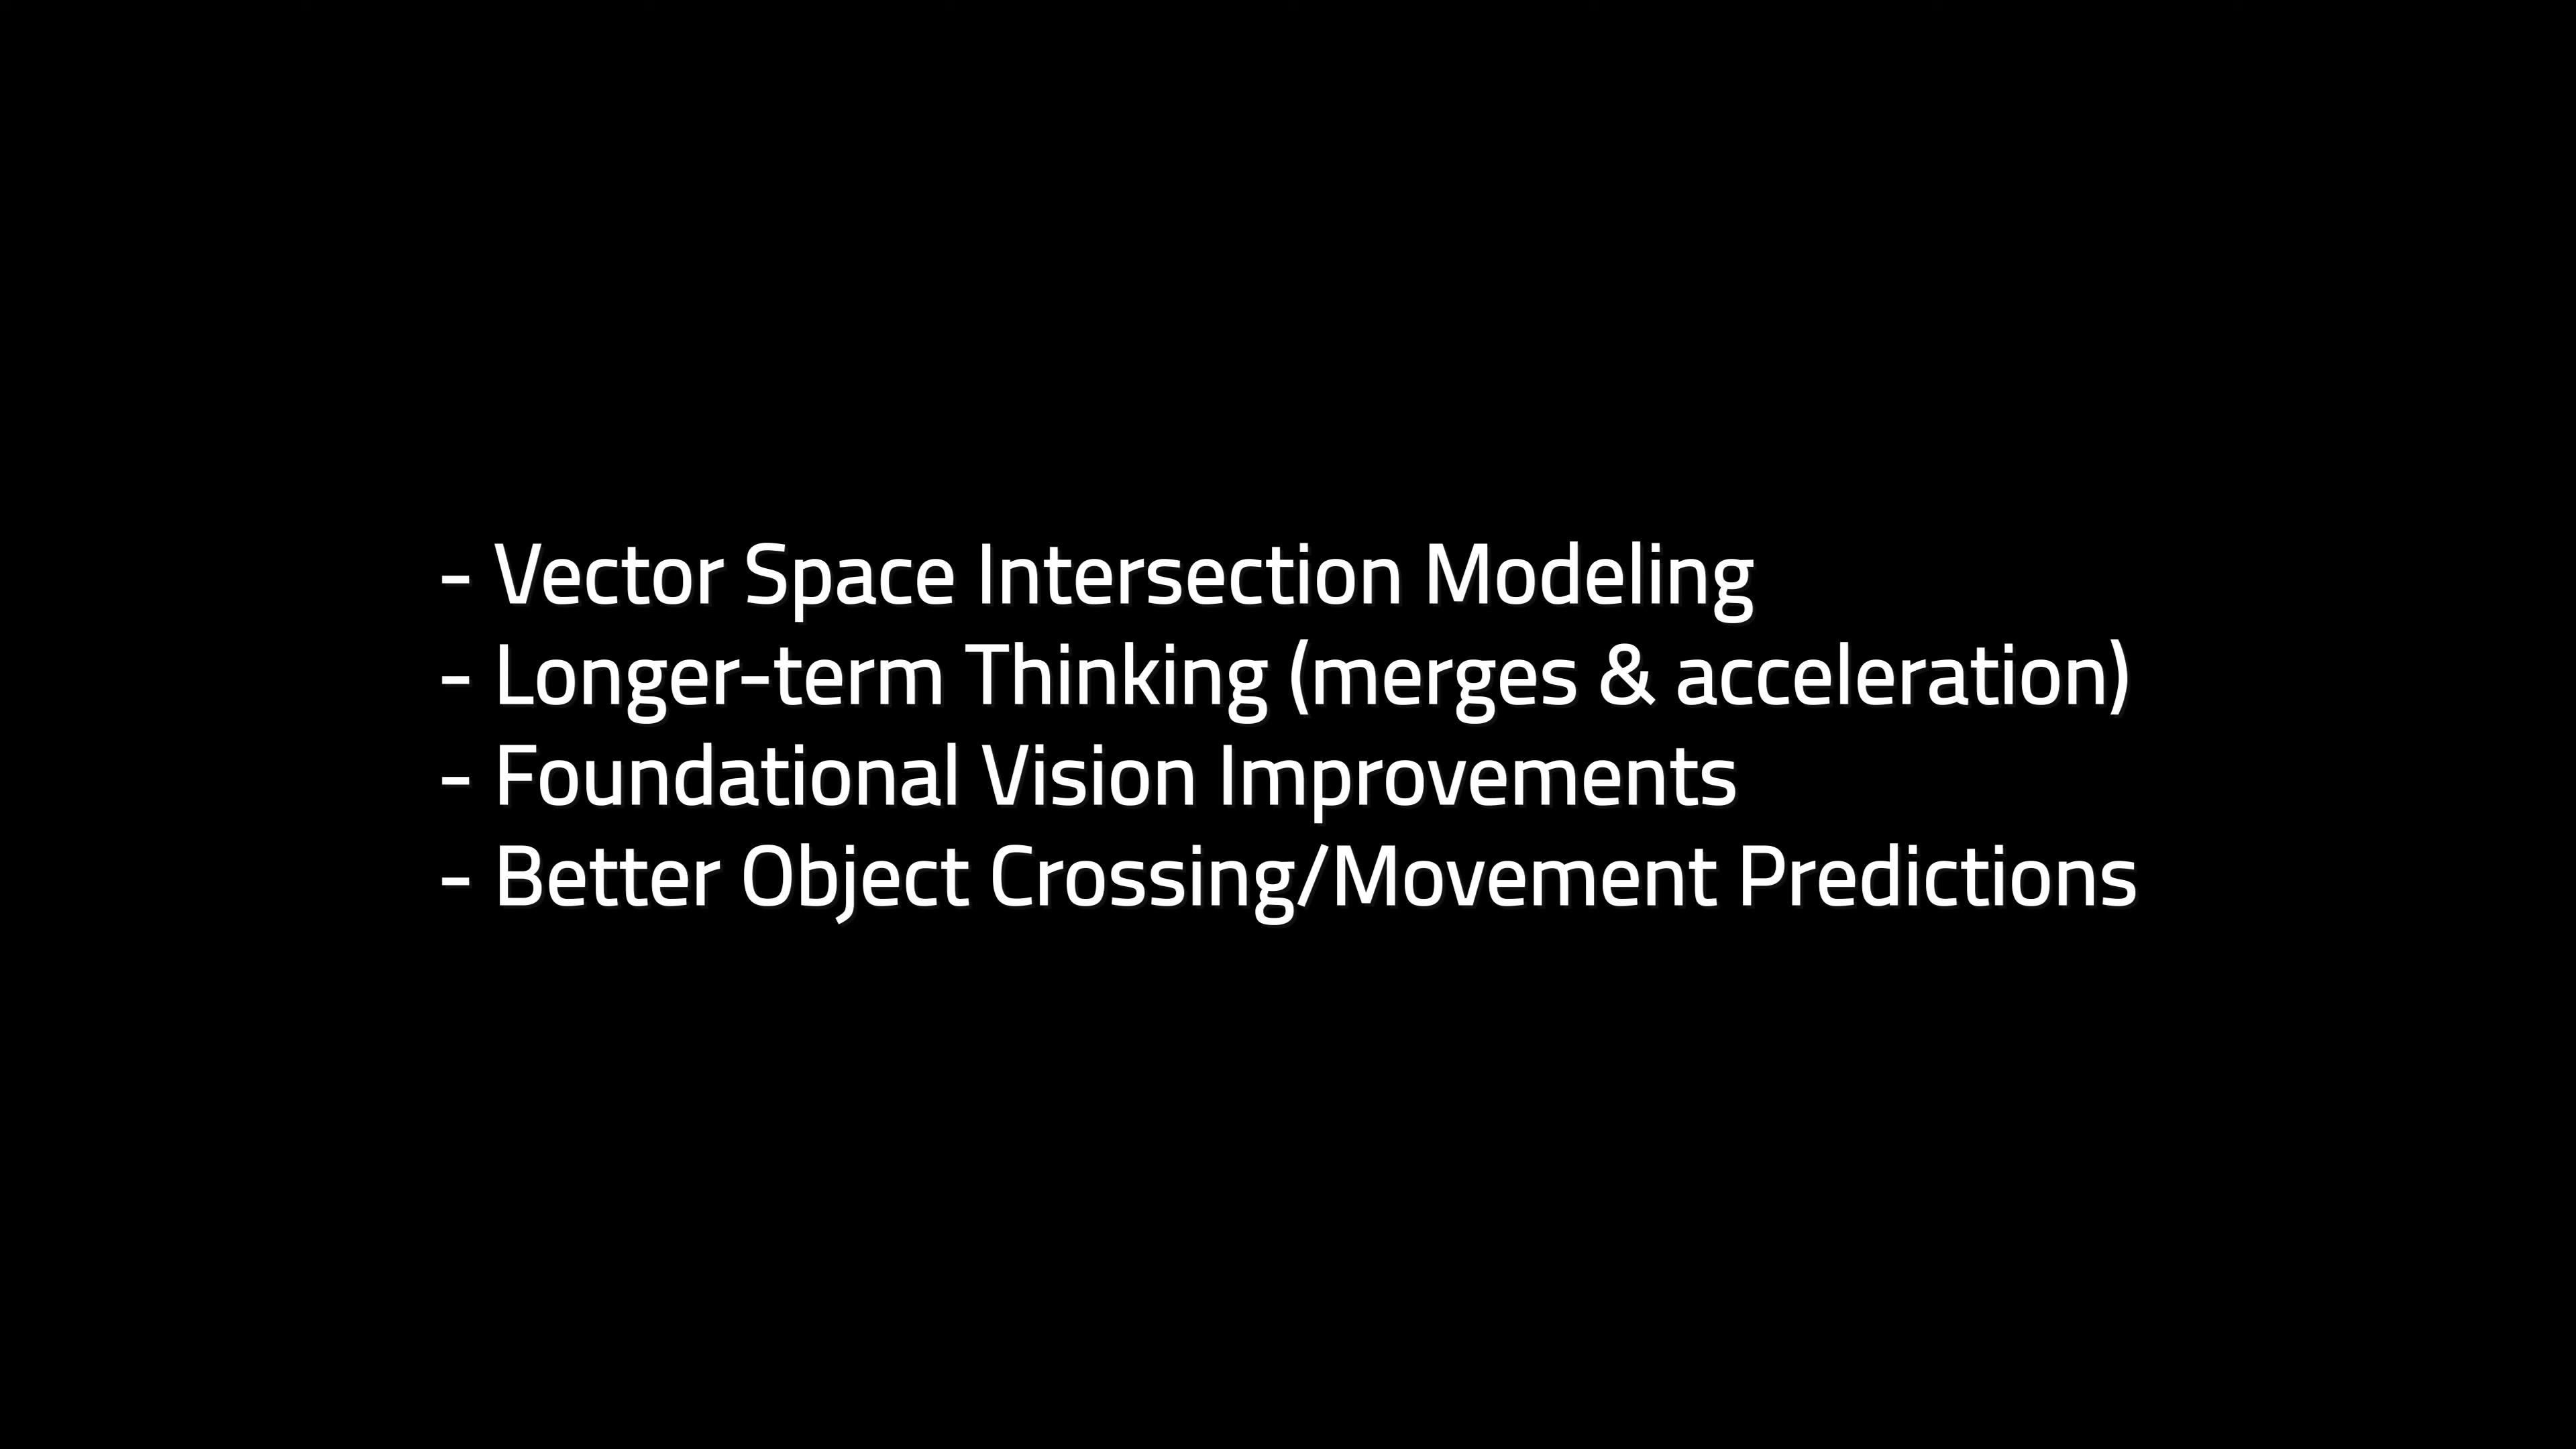 - Vector Space Intersection Modeling
- Longer-term Thinking (merges & acceleration)
- Foundational Vision Improvements
- Better Object Crossing/Movement Predictions